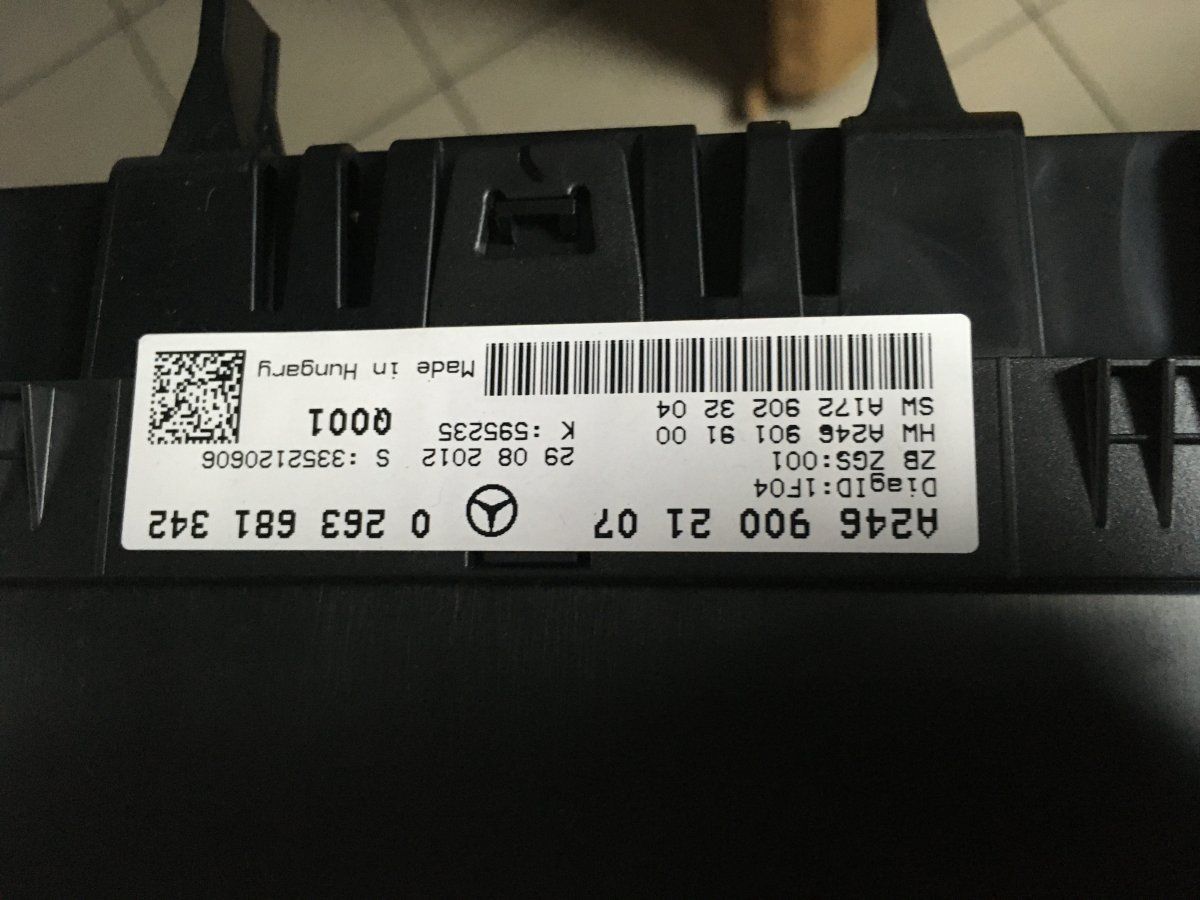 A246 900 21 07 0 263 681 342
DiagID:1F04
ZB ZGS:001 29 08 2012 S :3352120606
HW A246 901 91 00 K :595235 Q001
SW A172 902 32 04
Made in Hungary